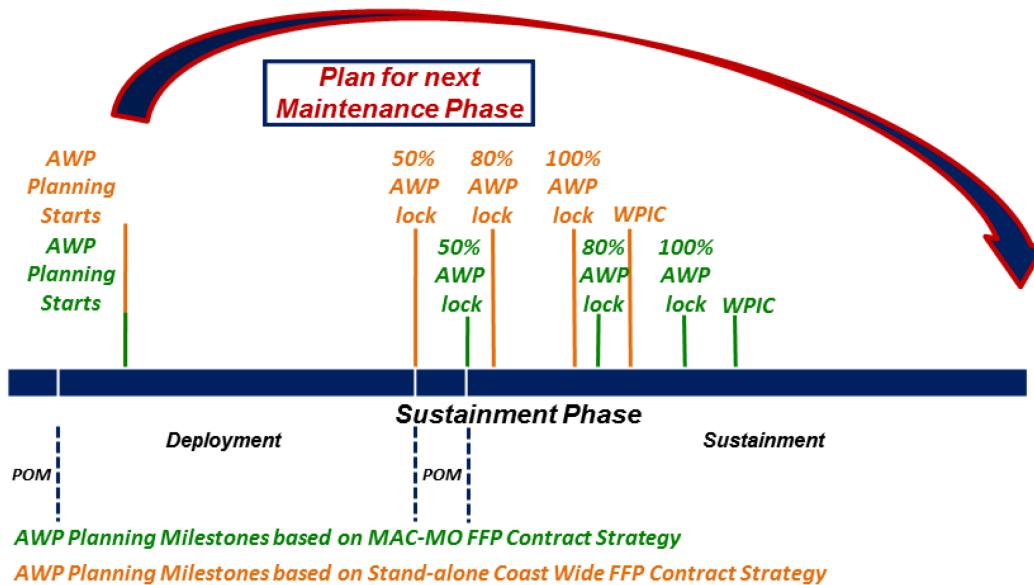 Plan for next
Maintenance Phase
AWP
Planning
Starts
50%
AWP
lock
80%
AWP
lock
100%
AWP
lock
WPIC
AWP
Planning
Starts
50%
AWP
lock
80%
AWP
lock
100%
AWP
lock
WPIC
Sustainment Phase
Deployment
Sustainment
POM
POM
AWP Planning Milestones based on MAC-MO FFP Contract Strategy
AWP Planning Milestones based on Stand-alone Coast Wide FFP Contract Strategy